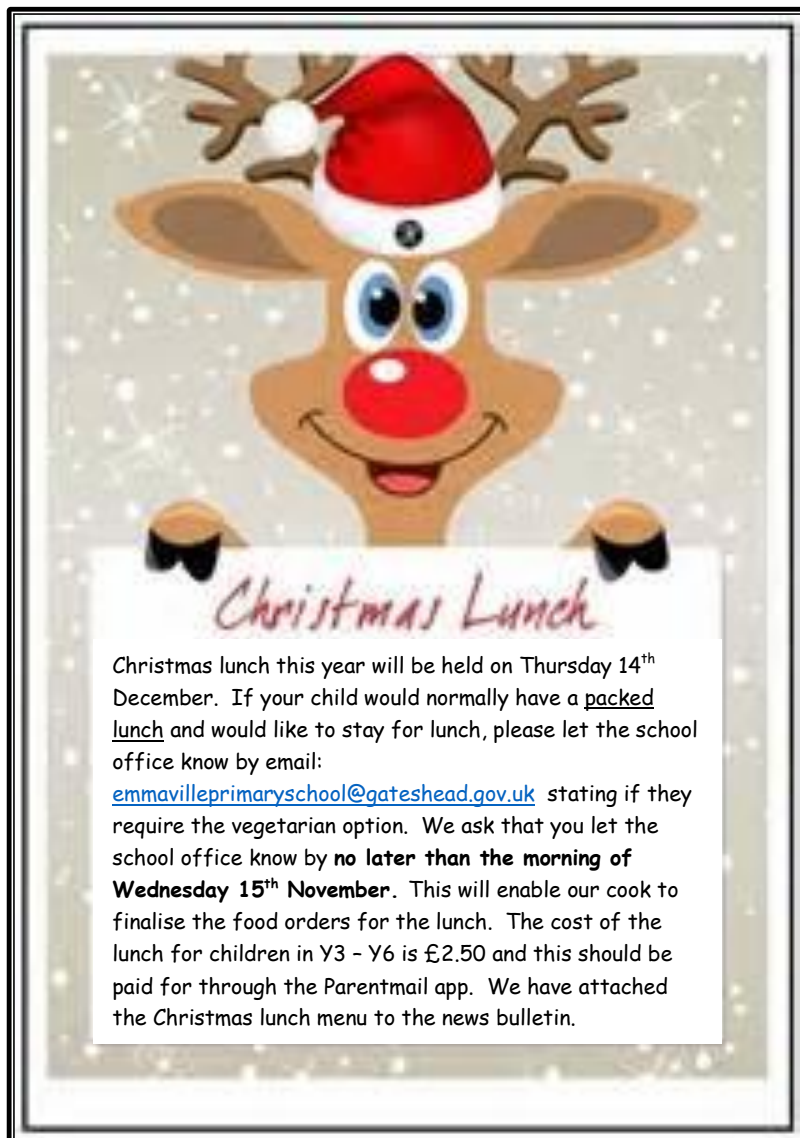 Christmas Lunch
Christmas lunch this year will be held on Thursday 14th
December. If your child would normally have a packed
lunch and would like to stay for lunch, please let the school
office know by email:
emmavilleprimaryschool@gateshead.gov.uk stating if they
require the vegetarian option. We ask that you let the
school office know by no later than the morning of
Wednesday 15th November. This will enable our cook to
finalise the food orders for the lunch. The cost of the
lunch for children in Y3 – Y6 is £2.50 and this should be
paid for through the Parentmail app. We have attached
the Christmas lunch menu to the news bulletin.